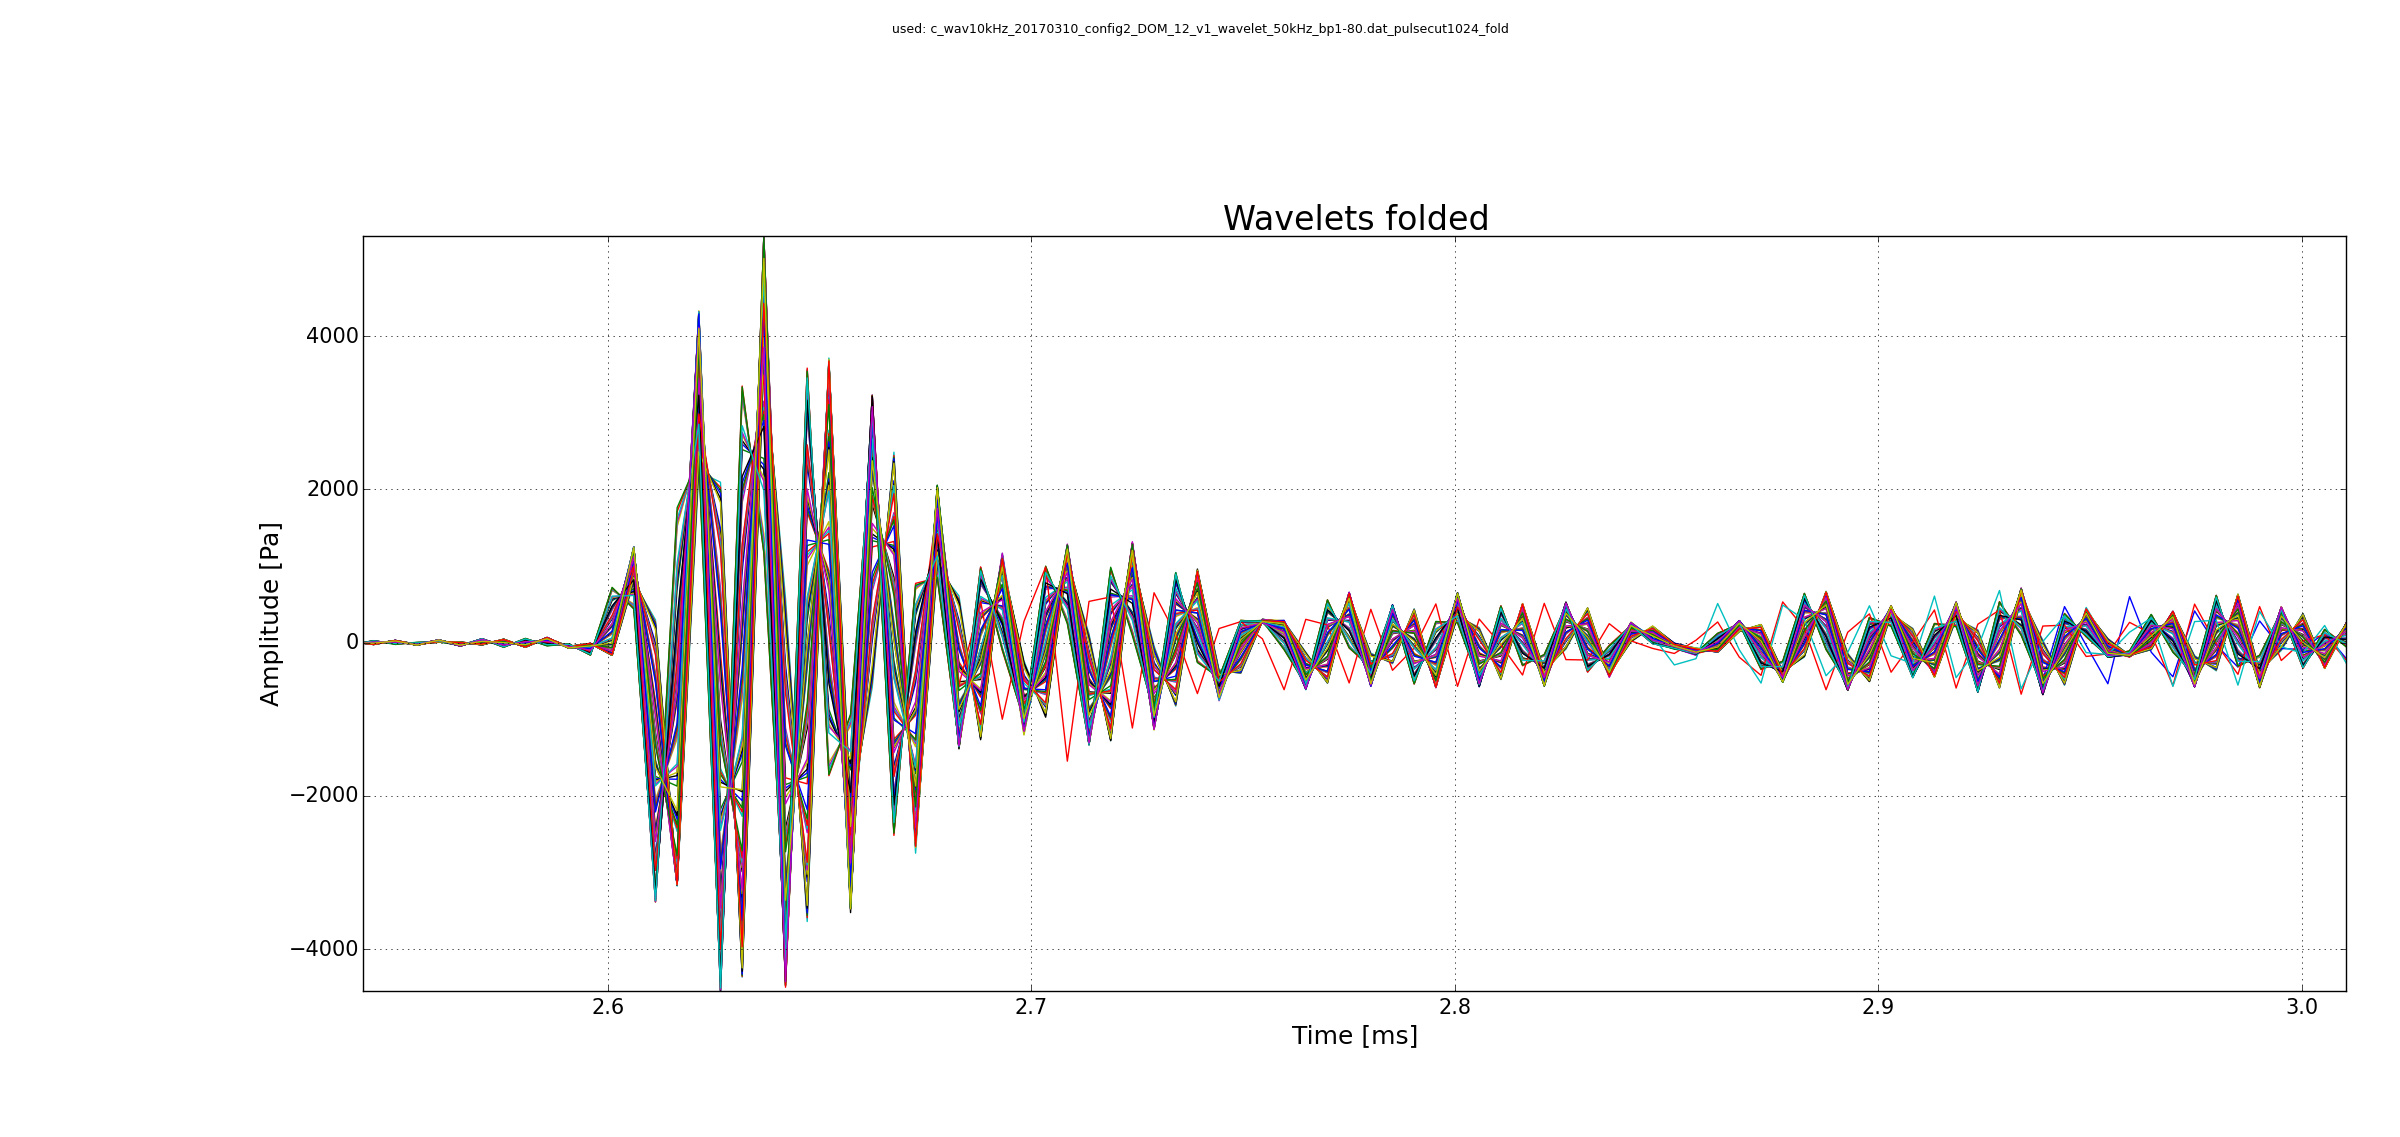 used: c_wav10kHz_20170310_config2_DOM_12_v1_wavelet_50kHz_bp1-80.dat_pulsecut1024_fold
Wavelets folded
Amplitude [Pa]
4000
2000
0
−2000
−4000
2.6 2.7 2.8 2.9 3.0
Time [ms]